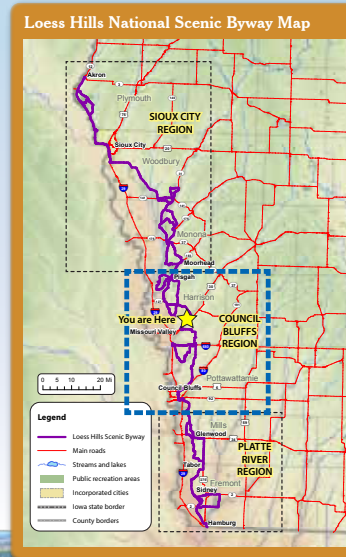 Loess Hills National Scenic Byway Map
Akron
Plymouth
SIOUX CITY
REGION
Sioux City
Woodbury
Monona
Moorhead
Pisgah
Harrison
You are Here
COUNCIL
BLUFFS
REGION
Missouri Valley
Pottawattamie
Council Bluffs
0 5 10 20 Mi
Mills
Glenwood
PLATTE
RIVER
REGION
Tabor
Fremont
Sidney
Hamburg
Legend
Loess Hills Scenic Byway
Main roads
Streams and lakes
Public recreation areas
Incorporated cities
Iowa state border
County borders